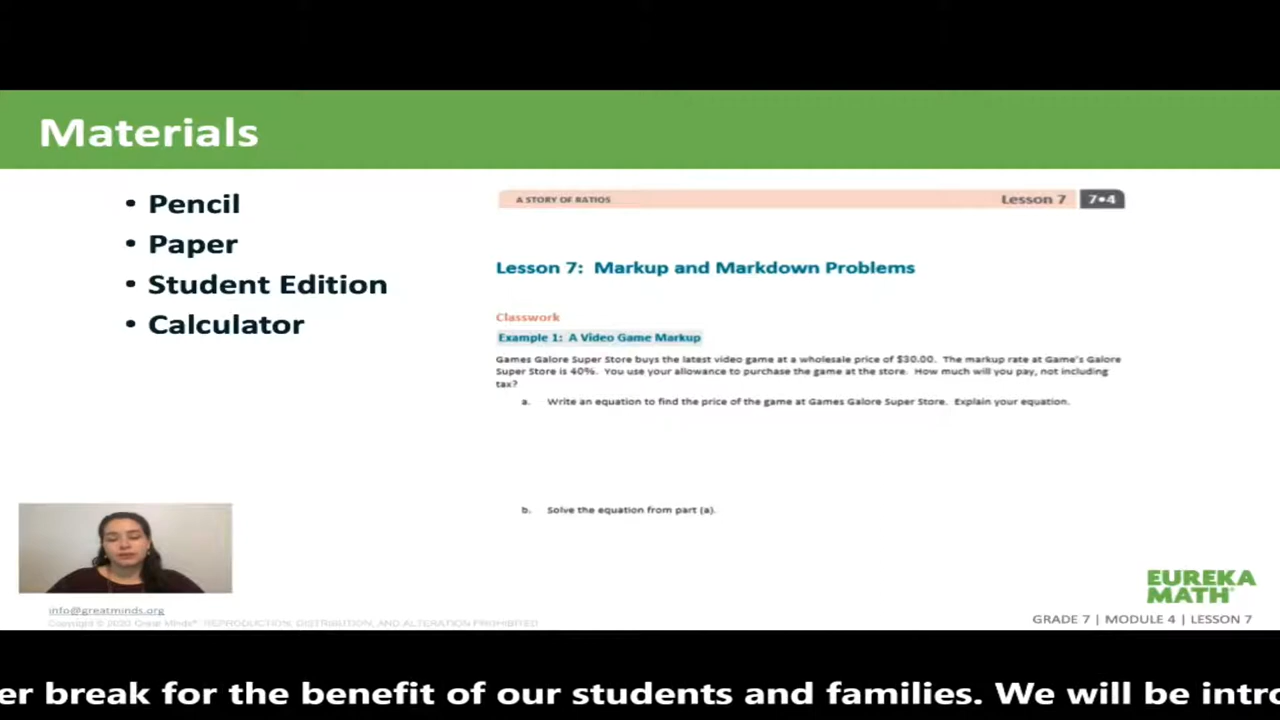 Materials
• Pencil
• Paper
• Student Edition
• Calculator
A STORY OF RATIOS
Lesson 7
7•4
Lesson 7: Markup and Markdown Problems
Classwork
Example 1: A Video Game Markup
Games Galore Super Store buys the latest video game at a wholesale price of $30.00. The markup rate at Game's Galore
Super Store is 40%. You use your allowance to purchase the game at the store. How much will you pay, not including
tax?
a. Write an equation to find the price of the game at Games Galore Super Store. Explain your equation.
b. Solve the equation from part (a).
EUREKA
MATH
info@greatminds.org
Copyright © 2020 Great Minds® REPRODUCTION, DISTRIBUTION, AND ALTERATION PROHIBITED
GRADE 7 | MODULE 4 | LESSON 7
er break for the benefit of our students and families. We will be intro